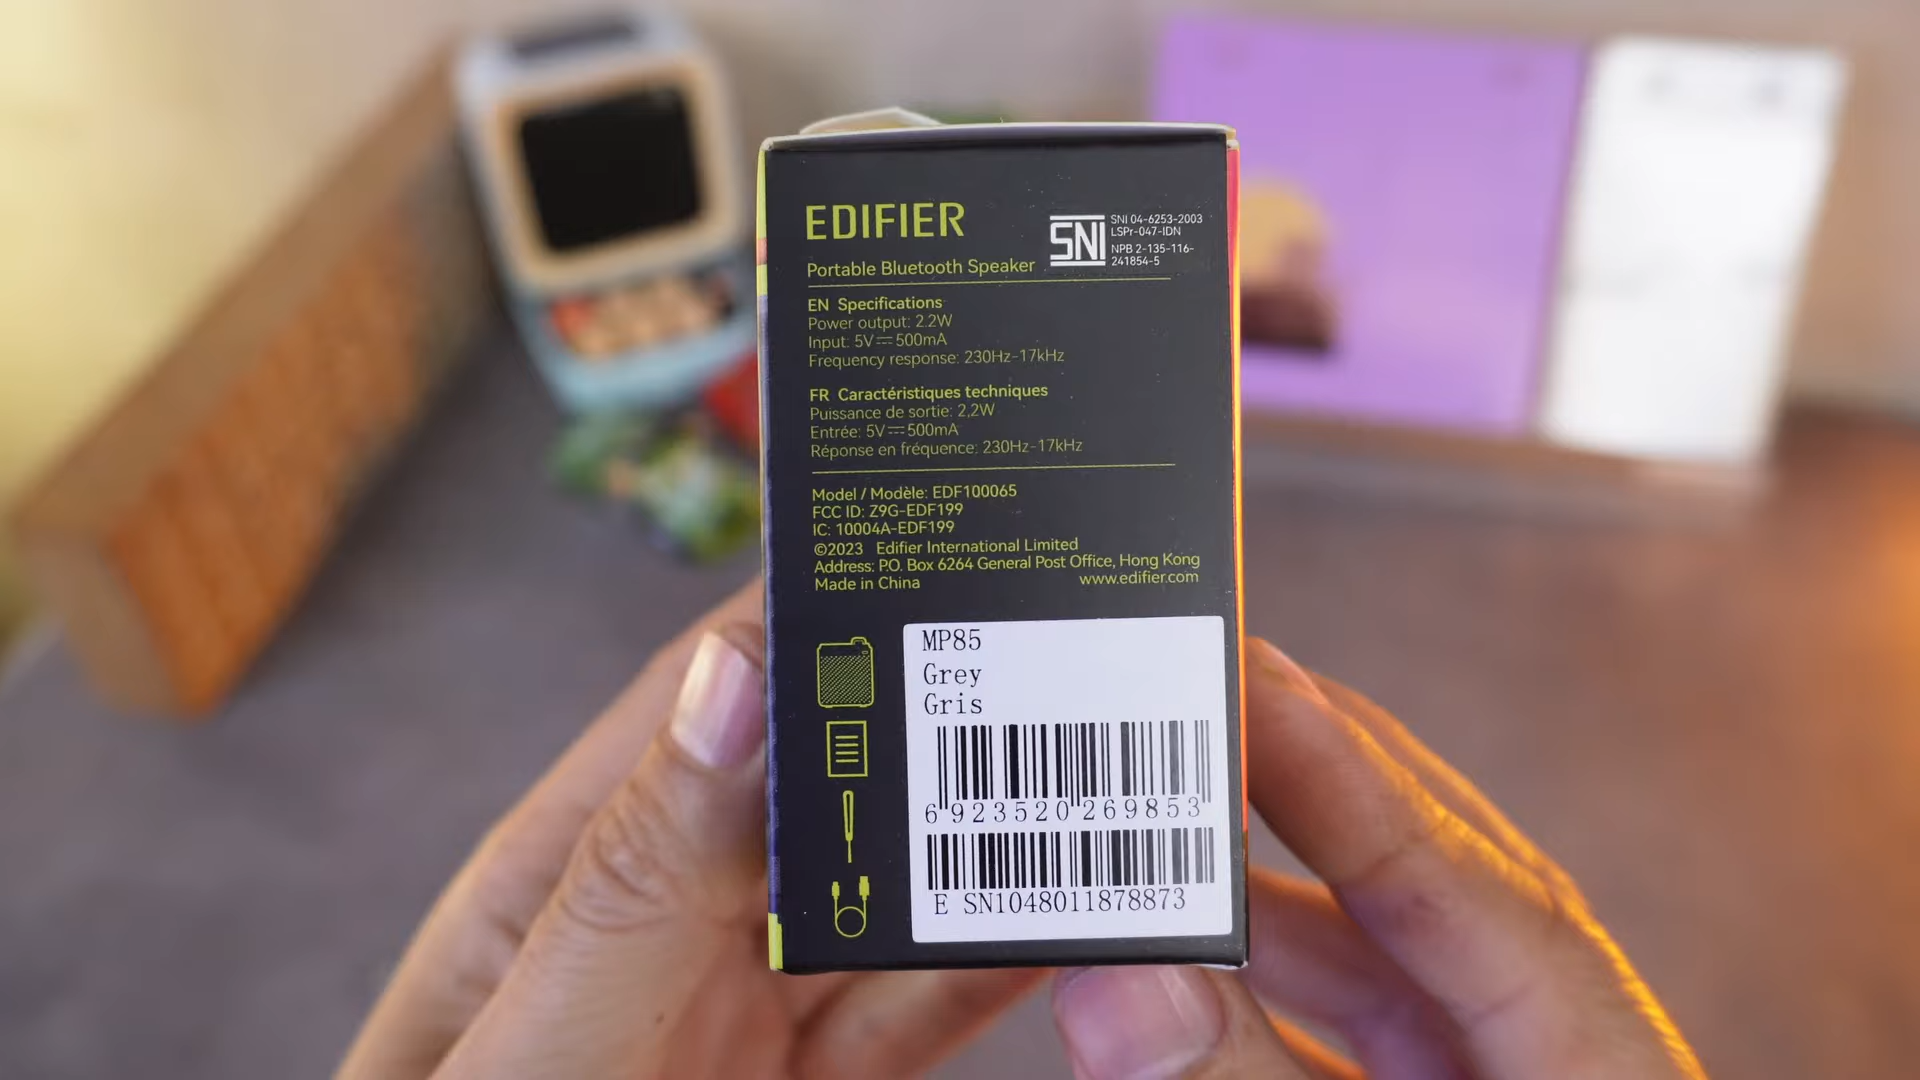 EDIFIER
Portable Bluetooth Speaker
SNI
SNI 04-6253-2003
LSPr-047-IDN
NPB 2-135-116-
241854-5
EN Specifications
Power output: 2.2W
Input: 5V⎓500mA
Frequency response: 230Hz-17kHz
FR Caractéristiques techniques
Puissance de sortie: 2,2W
Entrée: 5V⎓500mA
Réponse en fréquence: 230Hz-17kHz
Model / Modèle: EDF100065
FCC ID: Z9G-EDF199
IC: 10004A-EDF199
©2023 Edifier International Limited
Address: P.O. Box 6264 General Post Office, Hong Kong
Made in China www.edifier.com
MP85
Grey
Gris
6923520269853
E SN1048011878873